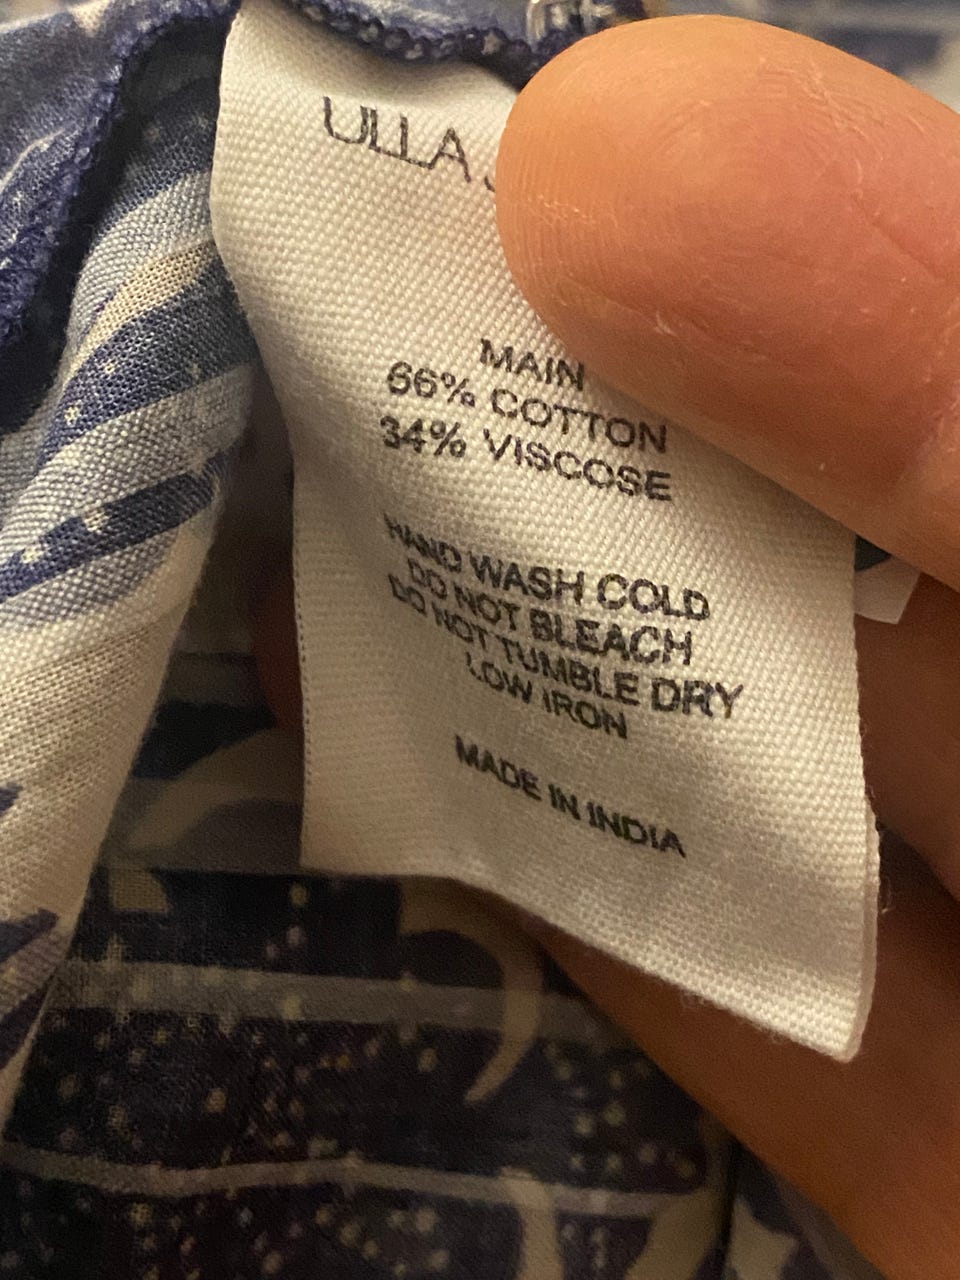 ULLA
MAIN
66% COTTON
34% VISCOSE
HAND WASH COLD
DO NOT BLEACH
DO NOT TUMBLE DRY
LOW IRON
MADE IN INDIA